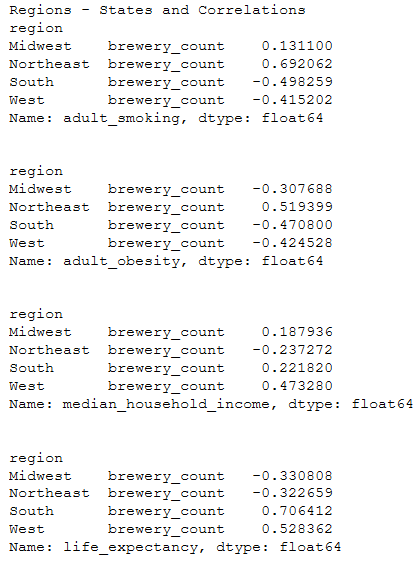 Regions - States and Correlations
region
Midwest    brewery_count    0.131100
Northeast  brewery_count    0.692062
South      brewery_count   -0.498259
West       brewery_count   -0.415202
Name: adult_smoking, dtype: float64
region
Midwest    brewery_count   -0.307688
Northeast  brewery_count    0.519399
South      brewery_count   -0.470800
West       brewery_count   -0.424528
Name: adult_obesity, dtype: float64
region
Midwest    brewery_count    0.187936
Northeast  brewery_count   -0.237272
South      brewery_count    0.221820
West       brewery_count    0.473280
Name: median_household_income, dtype: float64
region
Midwest    brewery_count   -0.330808
Northeast  brewery_count   -0.322659
South      brewery_count    0.706412
West       brewery_count    0.528362
Name: life_expectancy, dtype: float64